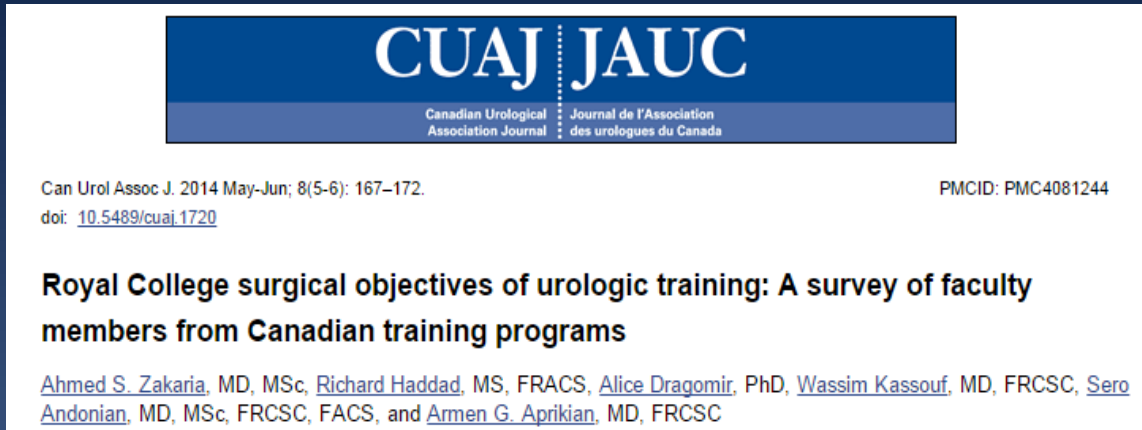 CUAJ JAUC
Canadian Urological Journal de l'Association
Association Journal des urologues du Canada
Can Urol Assoc J. 2014 May-Jun; 8(5-6): 167–172. PMCID: PMC4081244
doi: 10.5489/cuaj.1720
Royal College surgical objectives of urologic training: A survey of faculty
members from Canadian training programs
Ahmed S. Zakaria, MD, MSc, Richard Haddad, MS, FRACS, Alice Dragomir, PhD, Wassim Kassouf, MD, FRCSC, Sero
Andonian, MD, MSc, FRCSC, FACS, and Armen G. Aprikian, MD, FRCSC